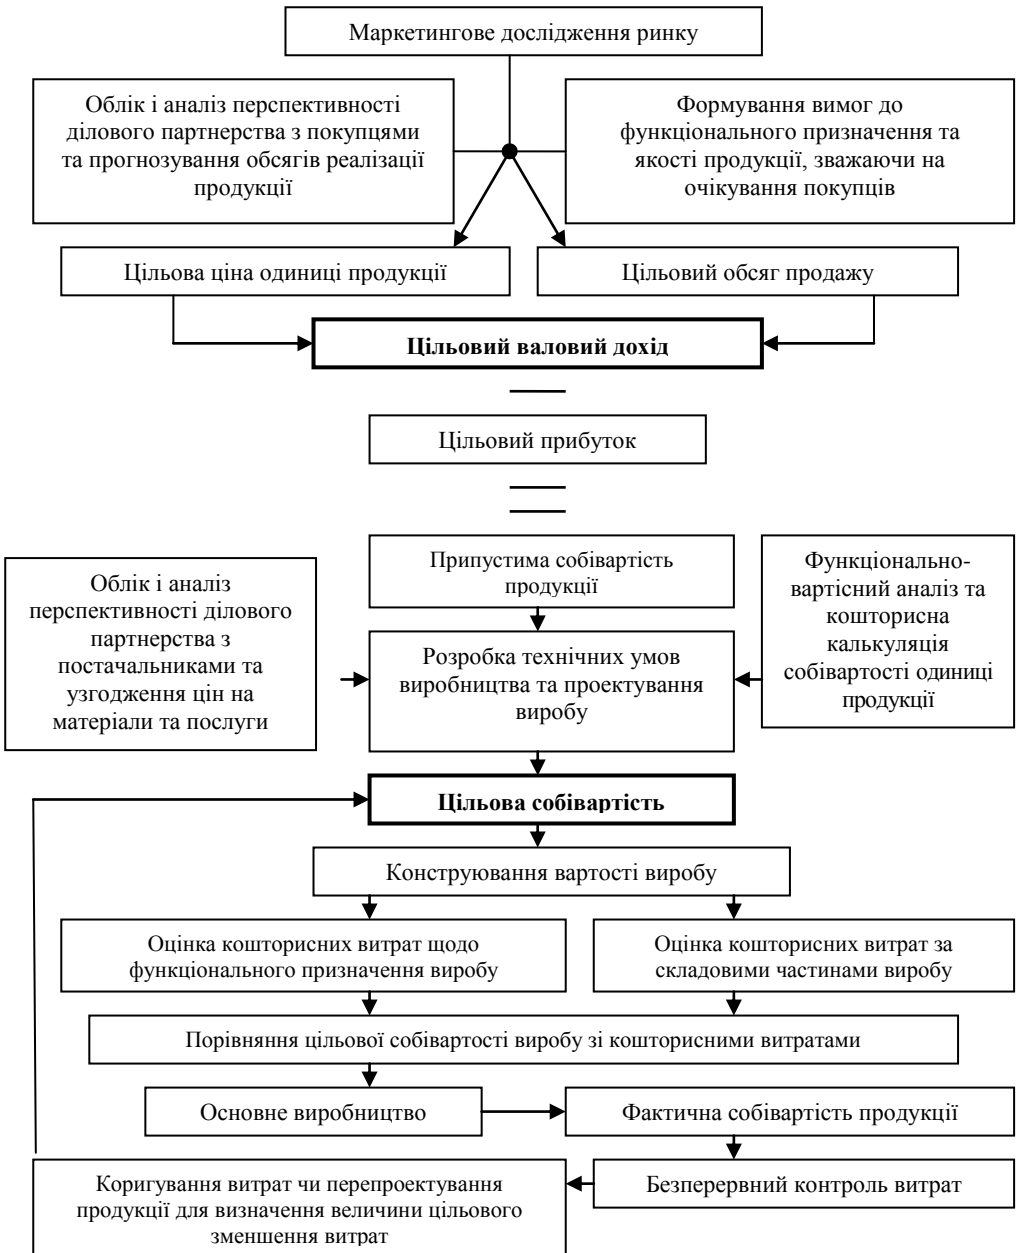 Маркетингове дослідження ринку
Облік і аналіз перспективності
ділового партнерства з покупцями
та прогнозування обсягів реалізації
продукції
Формування вимог до
функціонального призначення та
якості продукції, зважаючи на
очікування покупців
Цільова ціна одиниці продукції
Цільовий обсяг продажу
Цільовий валовий дохід
Цільовий прибуток
Припустима собівартість
продукції
Облік і аналіз
перспективності ділового
партнерства з
постачальниками та
узгодження цін на
матеріали та послуги
Розробка технічних умов
виробництва та проектування
виробу
Функціонально-
вартісний аналіз та
кошторисна
калькуляція
собівартості одиниці
продукції
Цільова собівартість
Конструювання вартості виробу
Оцінка кошторисних витрат щодо
функціонального призначення виробу
Оцінка кошторисних витрат за
складовими частинами виробу
Порівняння цільової собівартості виробу зі кошторисними витратами
Основне виробництво
Фактична собівартість продукції
Коригування витрат чи перепроектування
продукції для визначення величини цільового
зменшення витрат
Безперервний контроль витрат